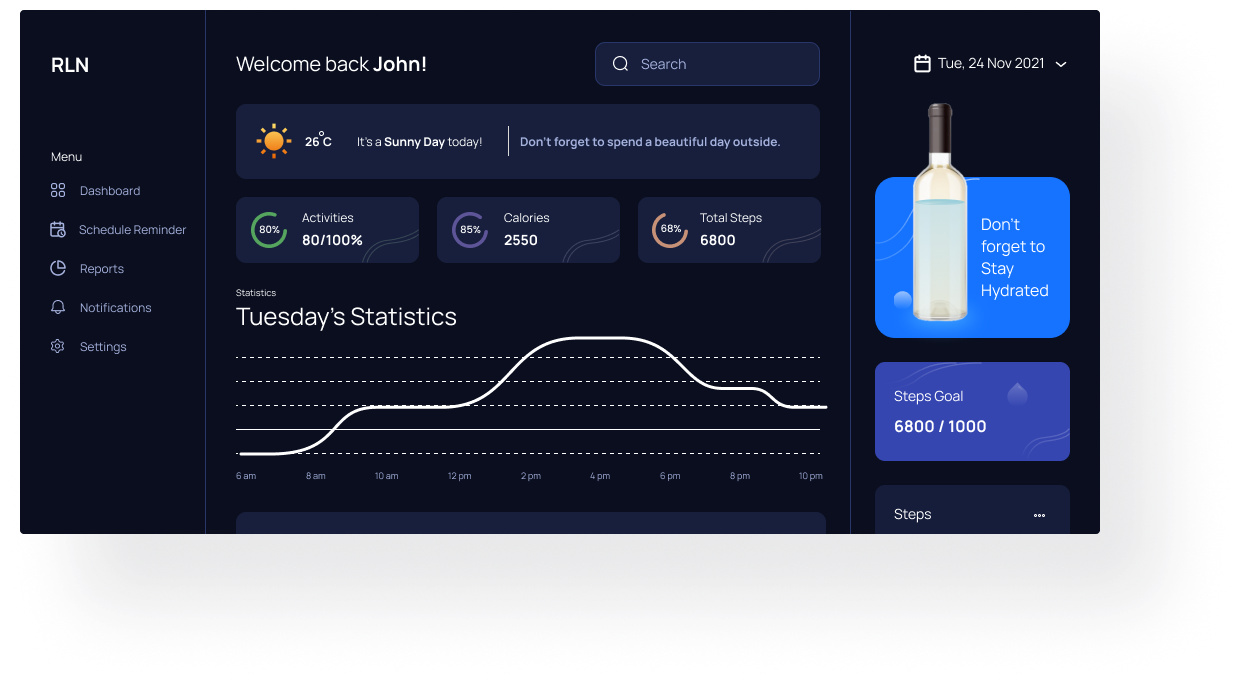 RLN
Menu
Dashboard
Schedule Reminder
Reports
Notifications
Settings
Welcome back John!
Search
26°C
It's a Sunny Day today!
Don't forget to spend a beautiful day outside.
80%
Activities
80/100%
85%
Calories
2550
68%
Total Steps
6800
Statistics
Tuesday's Statistics
6 am 8 am 10 am 12 pm 2 pm 4 pm 6 pm 8 pm 10 pm
Tue, 24 Nov 2021
Don't
forget to
Stay
Hydrated
Steps Goal
6800 / 1000
Steps